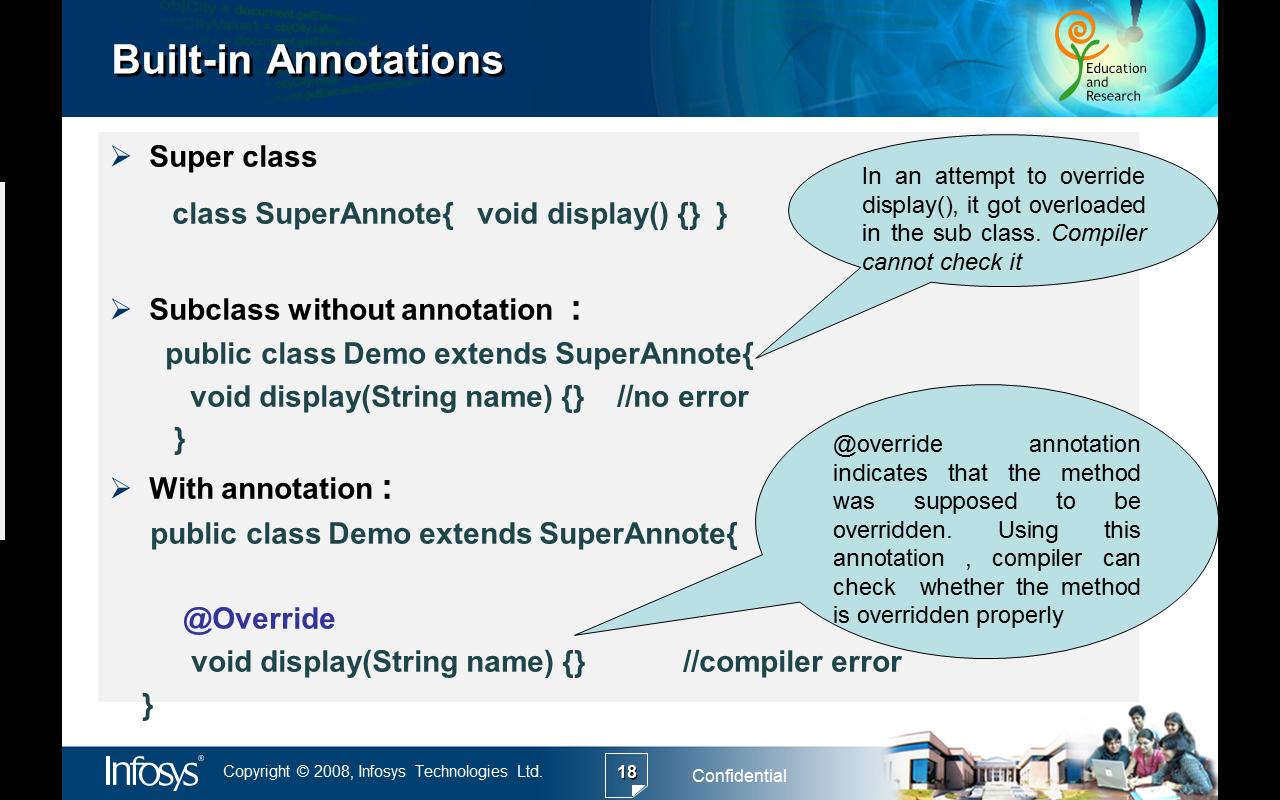 Built-in Annotations
Education
and
Research
Super class
class SuperAnnote{ void display() {} }
In an attempt to override
display(), it got overloaded
in the sub class. Compiler
cannot check it
Subclass without annotation :
public class Demo extends SuperAnnote{
void display(String name) {} //no error
}
With annotation :
public class Demo extends SuperAnnote{
@override annotation
indicates that the method
was supposed to be
overridden. Using this
annotation , compiler can
check whether the method
is overridden properly
@Override
void display(String name) {} //compiler error
}
Infosys®
Copyright © 2008, Infosys Technologies Ltd.
18
Confidential